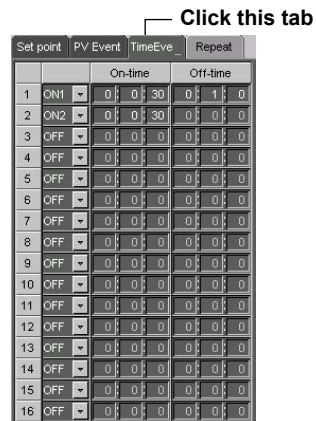 Click this tab
Set point PV Event TimeEve _ Repeat
On-time Off-time
1 ON1 0 0 30 0 1 0
2 ON2 0 0 30 0 0 0
3 OFF 0 0 0 0 0 0
4 OFF 0 0 0 0 0 0
5 OFF 0 0 0 0 0 0
6 OFF 0 0 0 0 0 0
7 OFF 0 0 0 0 0 0
8 OFF 0 0 0 0 0 0
9 OFF 0 0 0 0 0 0
10 OFF 0 0 0 0 0 0
11 OFF 0 0 0 0 0 0
12 OFF 0 0 0 0 0 0
13 OFF 0 0 0 0 0 0
14 OFF 0 0 0 0 0 0
15 OFF 0 0 0 0 0 0
16 OFF 0 0 0 0 0 0